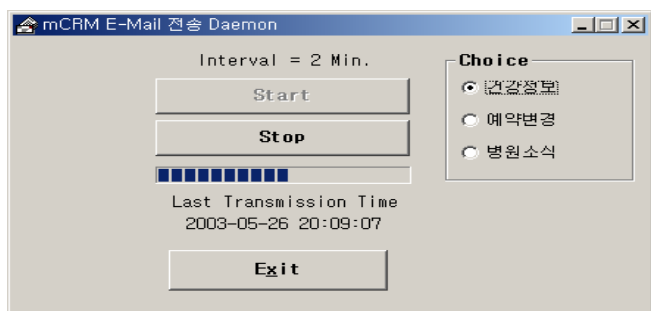 mCRM E-Mail 전송 Daemon
Interval = 2 Min.
Start
Stop
Last Transmission Time
2003-05-26 20:09:07
Exit
Choice
건강정보
예약변경
병원소식